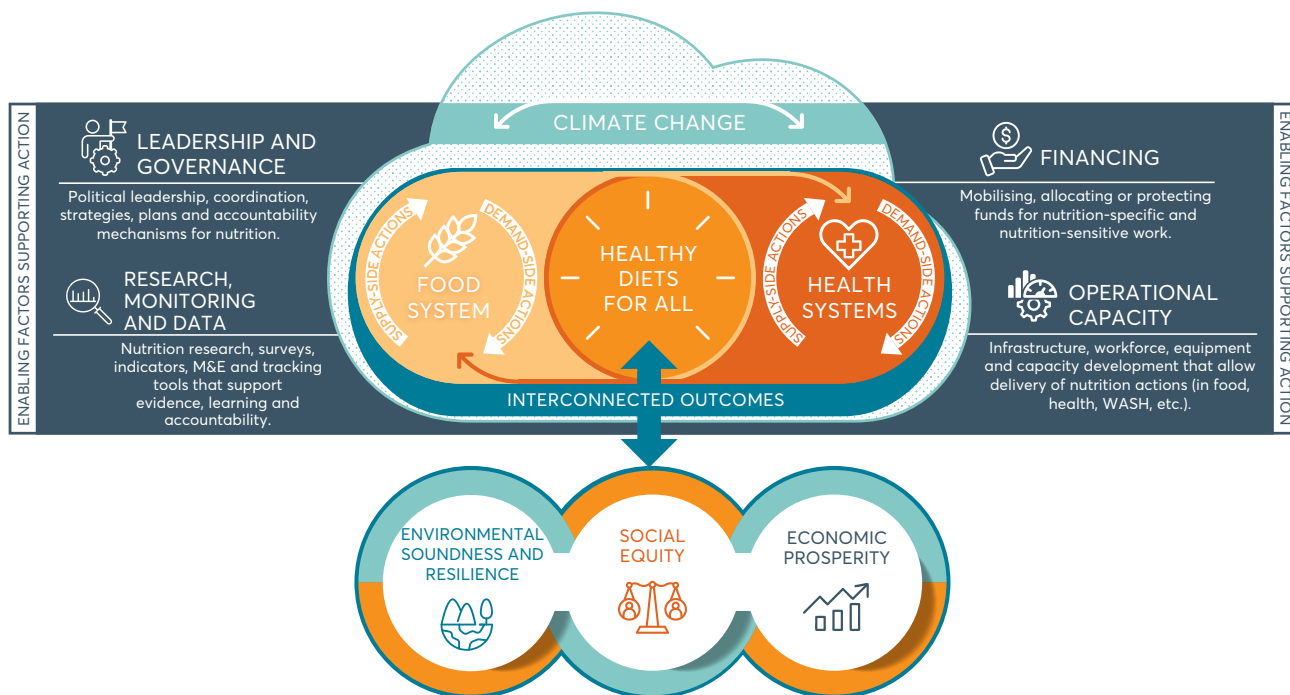 CLIMATE CHANGE
ENABLING FACTORS SUPPORTING ACTION
LEADERSHIP AND
GOVERNANCE
Political leadership, coordination,
strategies, plans and accountability
mechanisms for nutrition.
RESEARCH,
MONITORING
AND DATA
Nutrition research, surveys,
indicators, M&E and tracking
tools that support
evidence, learning and
accountability.
SUPPLY-SIDE ACTIONS
FOOD
SYSTEM
DEMAND-SIDE ACTIONS
HEALTHY
DIETS
FOR ALL
SUPPLY-SIDE ACTIONS
HEALTH
SYSTEMS
DEMAND-SIDE ACTIONS
INTERCONNECTED OUTCOMES
$
FINANCING
Mobilising, allocating or protecting
funds for nutrition-specific and
nutrition-sensitive work.
OPERATIONAL
CAPACITY
Infrastructure, workforce, equipment
and capacity development that allow
delivery of nutrition actions (in food,
health, WASH, etc.).
ENABLING FACTORS SUPPORTING ACTION
ENVIRONMENTAL
SOUNDNESS AND
RESILIENCE
SOCIAL
EQUITY
ECONOMIC
PROSPERITY